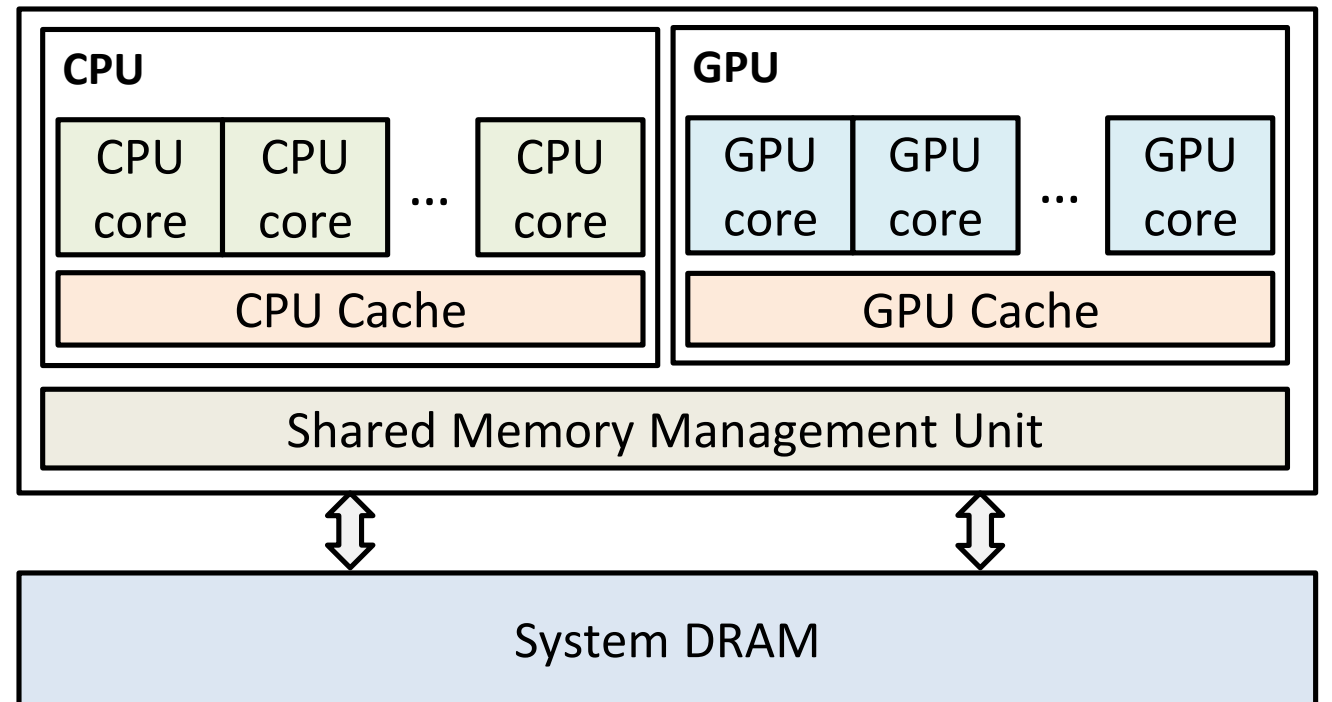 CPU
GPU
CPU core
CPU core
...
CPU core
GPU core
GPU core
...
GPU core
CPU Cache
GPU Cache
Shared Memory Management Unit
System DRAM